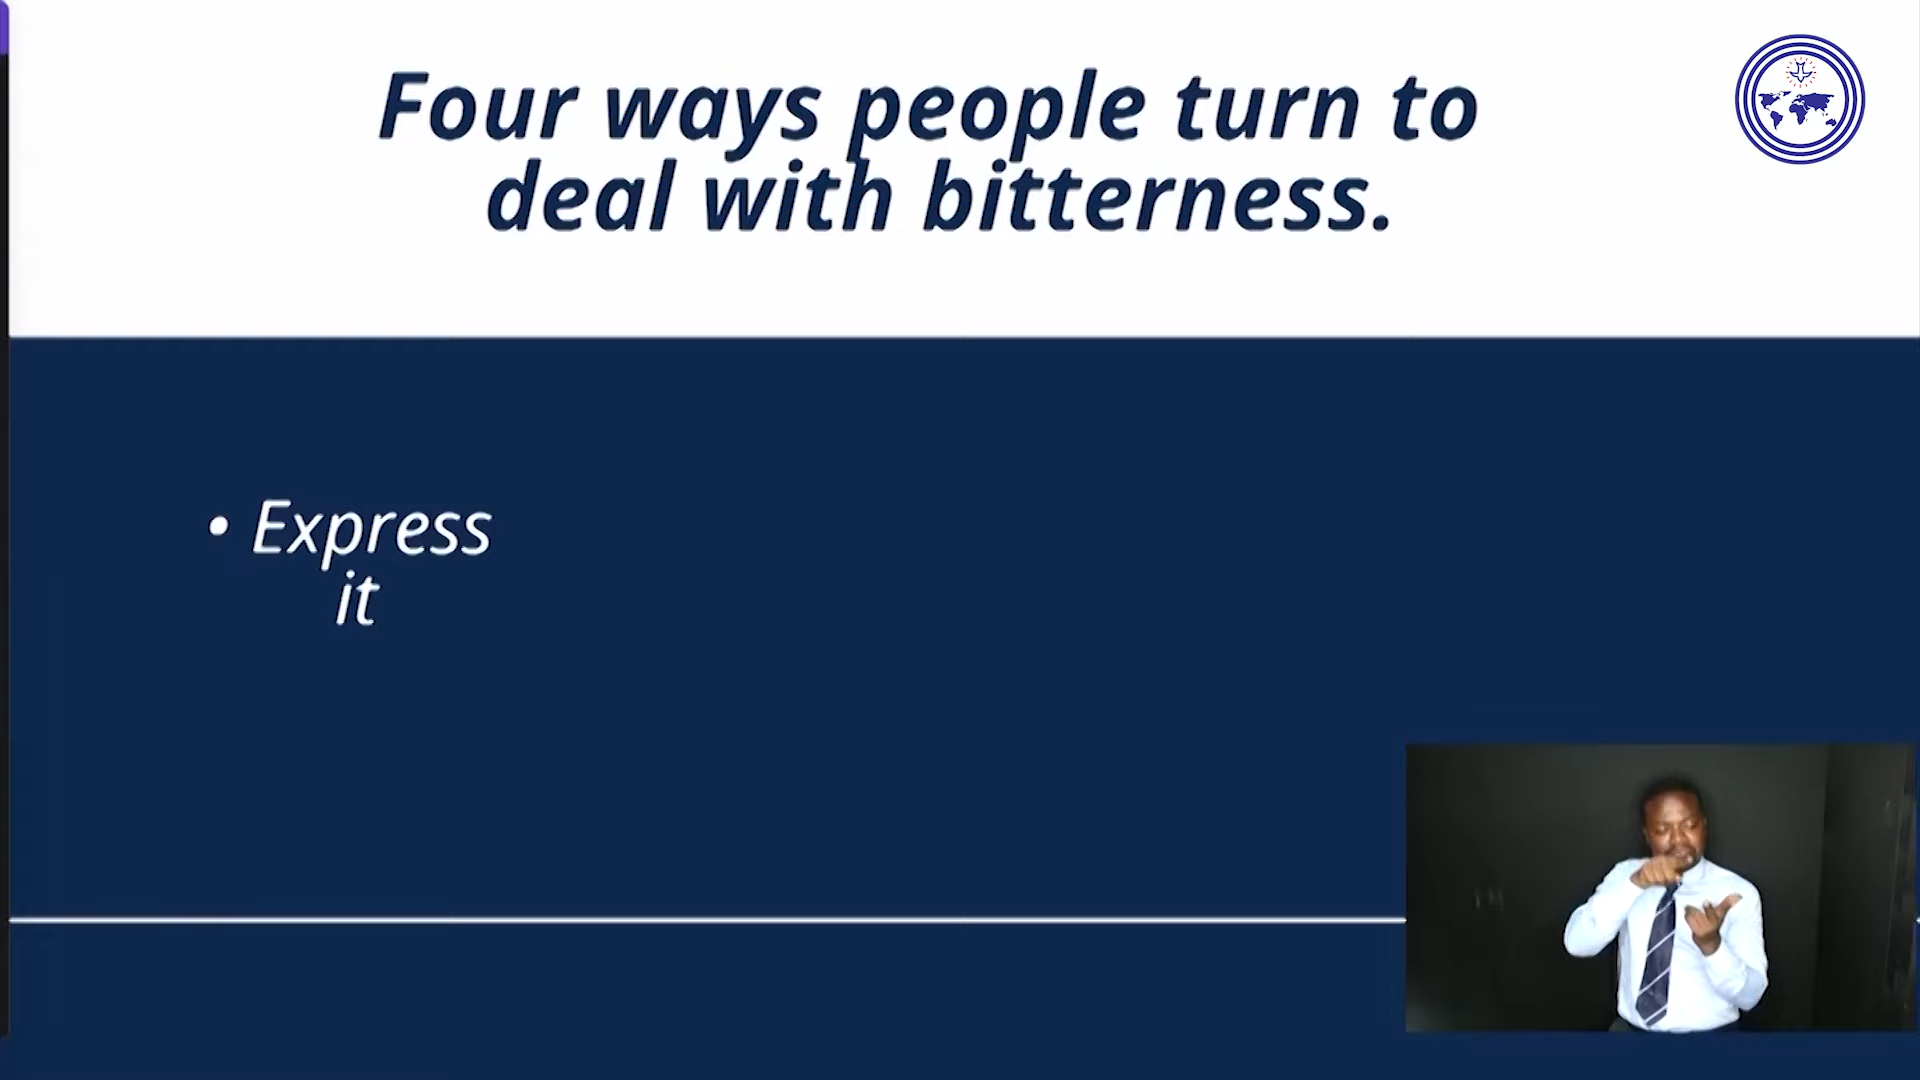 Four ways people turn to
deal with bitterness.
• Express
it